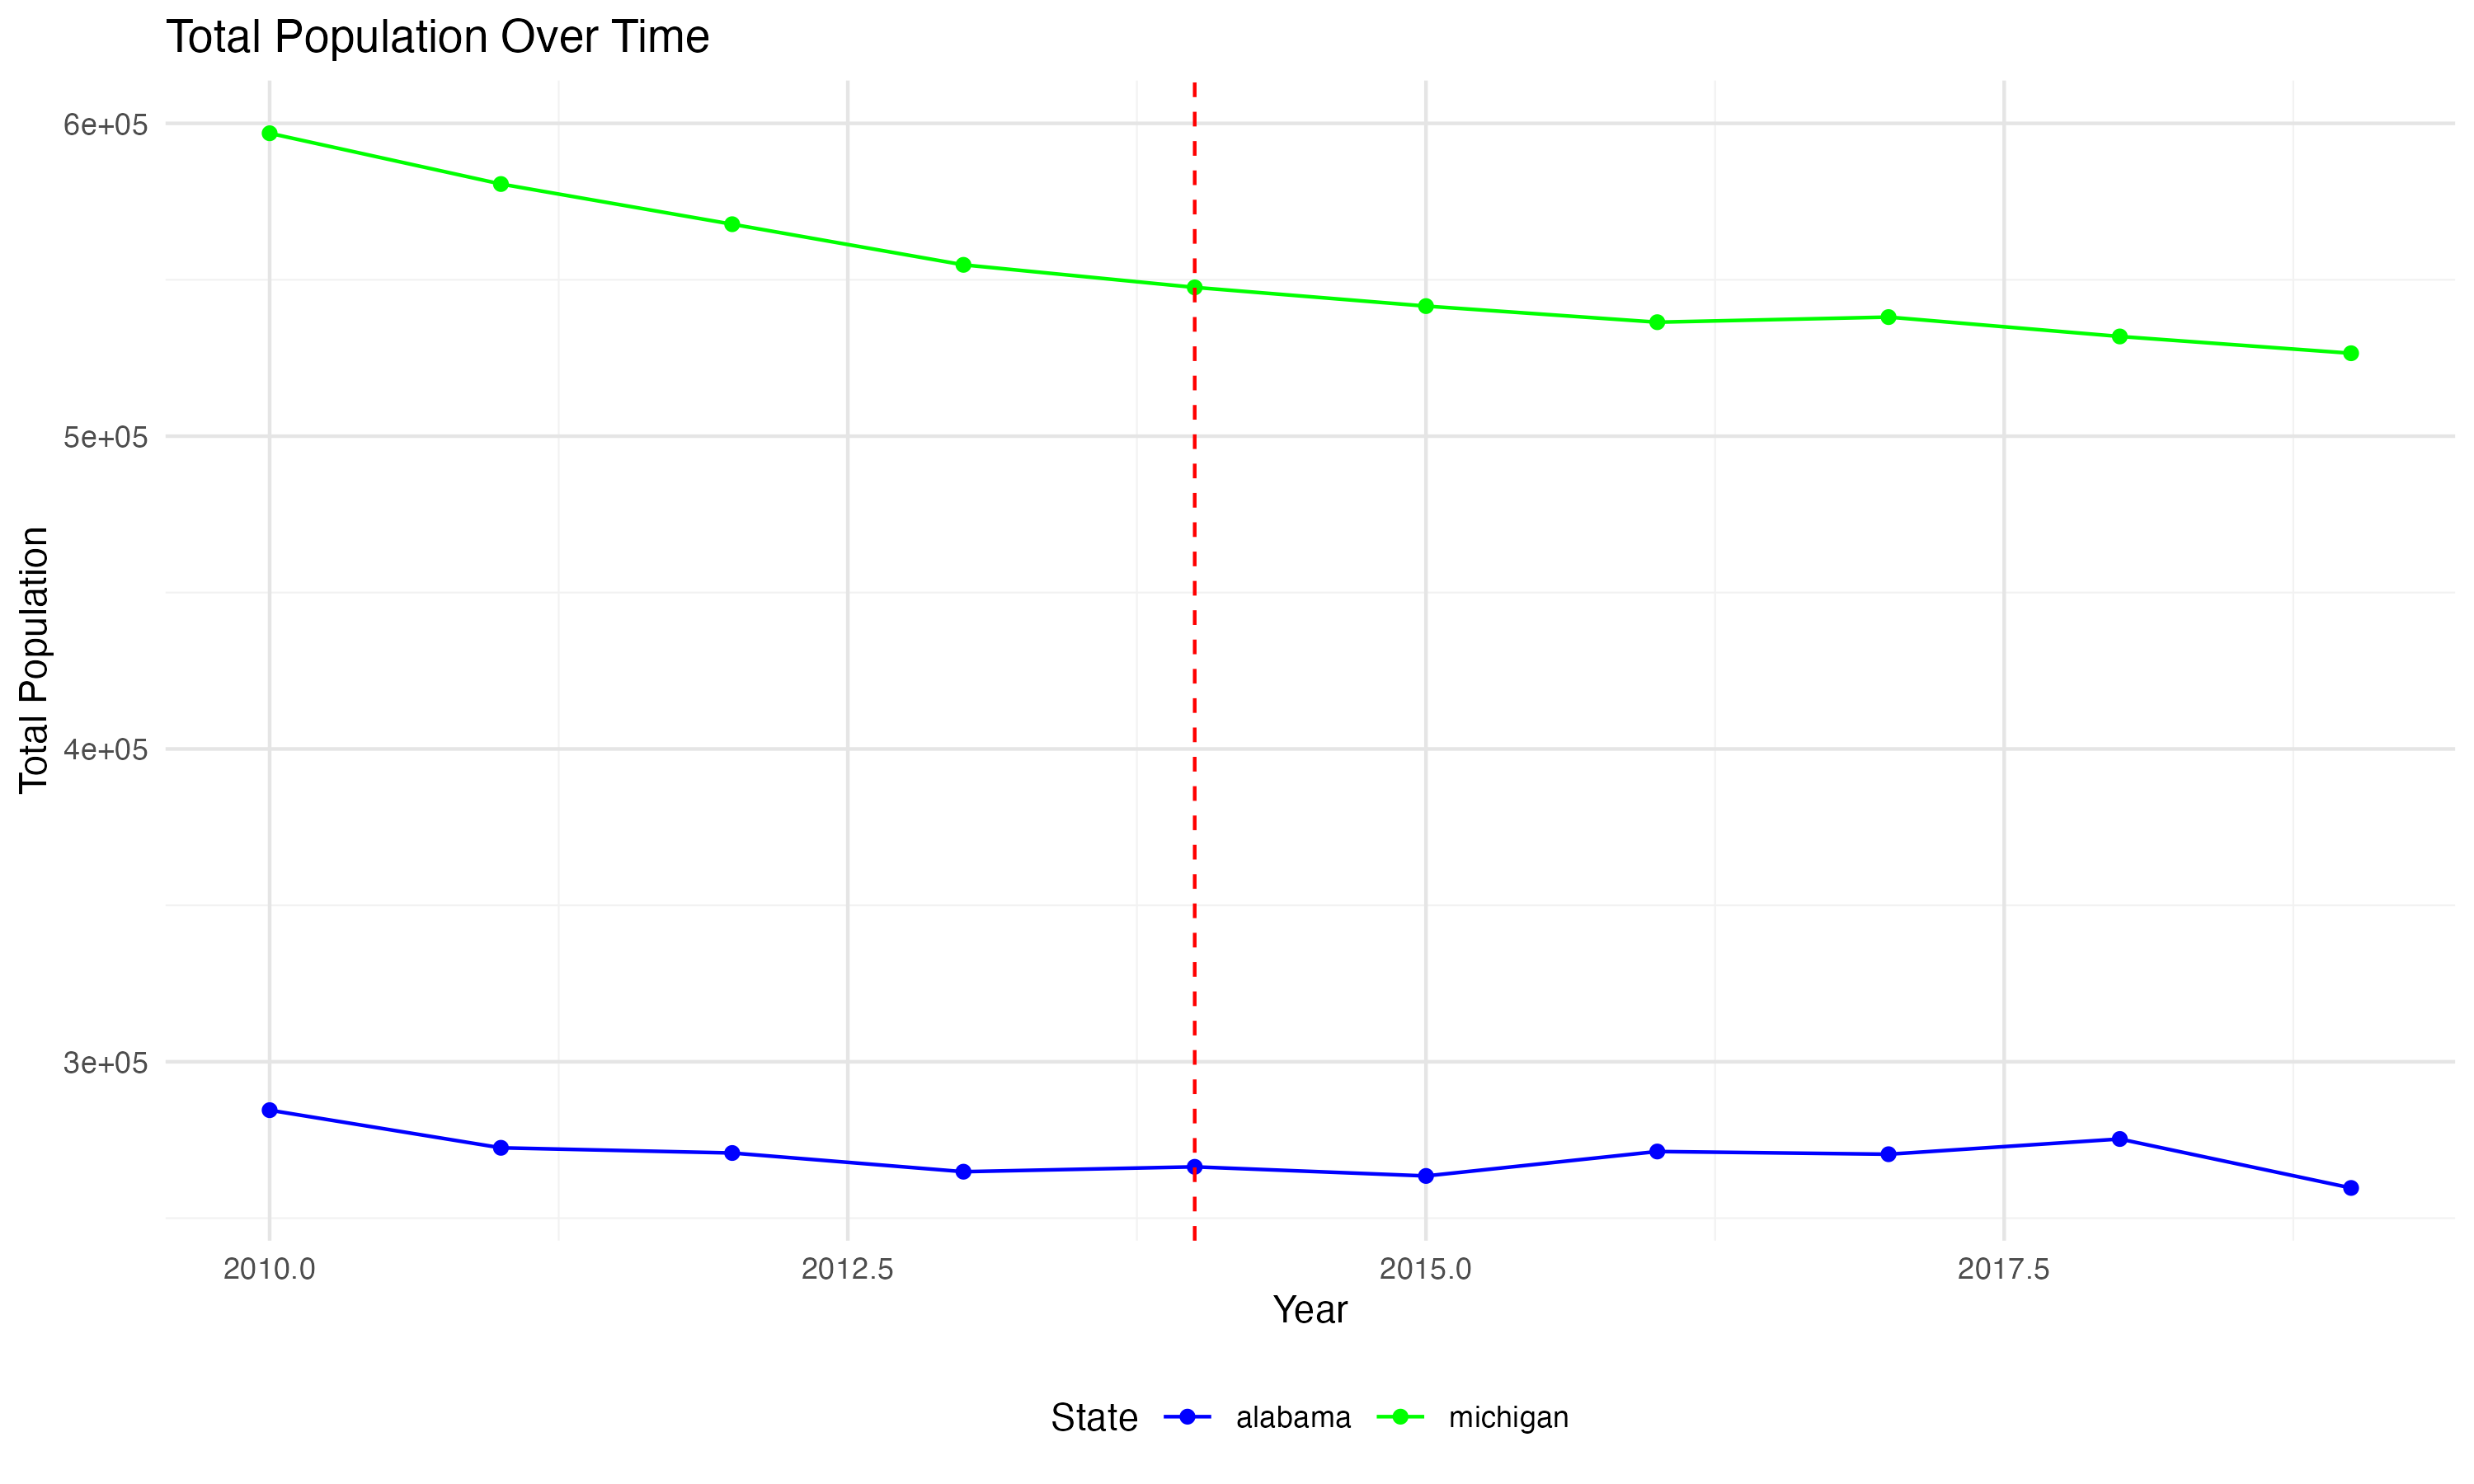 Total Population Over Time
Total Population
6e+05
5e+05
4e+05
3e+05
2010.0 2012.5 2015.0 2017.5
Year
State alabama michigan